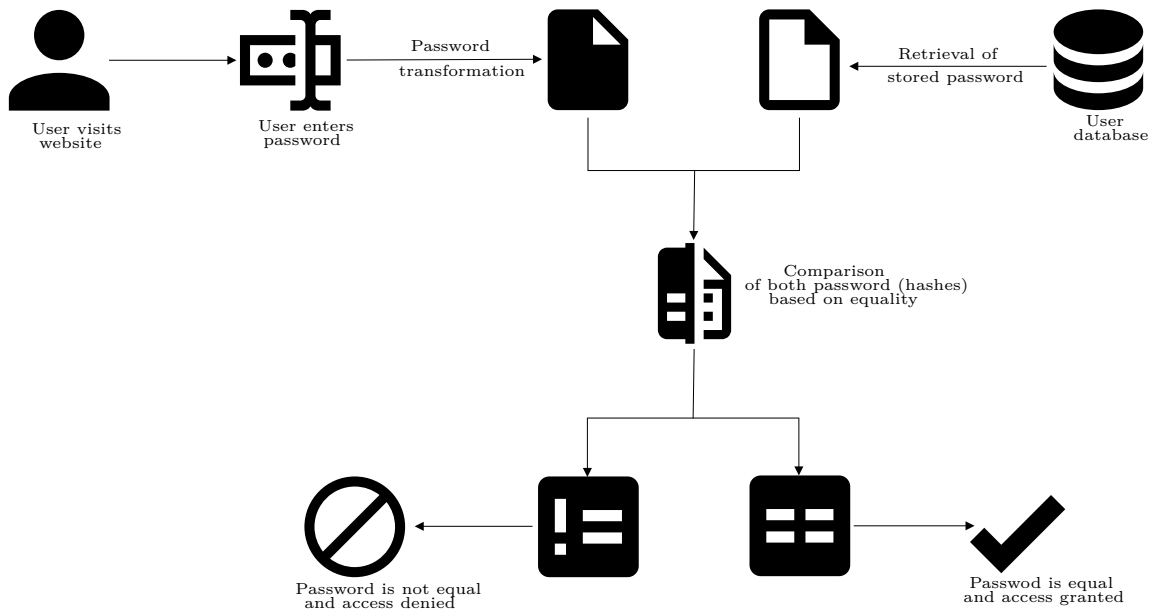 Password
transformation
Retrieval of
stored password
User visits
website
User enters
password
User
database
Comparison
of both password (hashes)
based on equality
Password is not equal
and access denied
Passwod is equal
and access granted